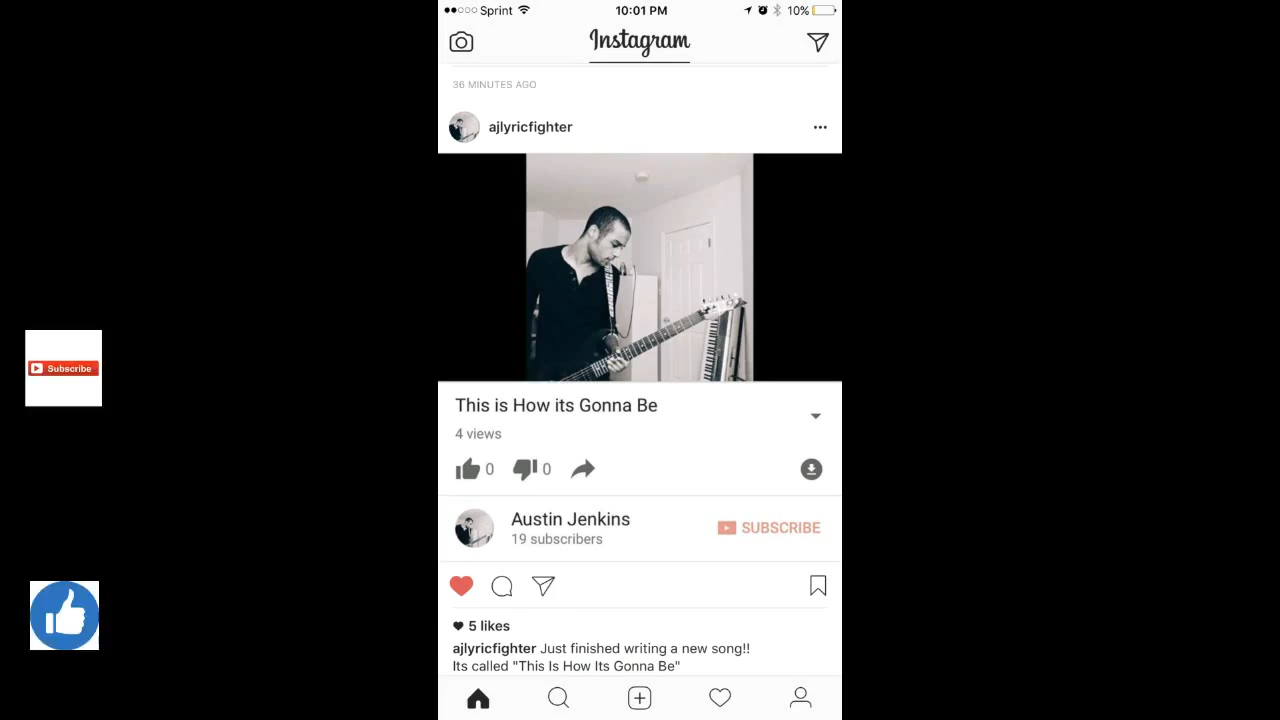 Sprint 10:01 PM 10%
Instagram
36 MINUTES AGO
ajlyricfighter
This is How its Gonna Be
4 views
0 0
Austin Jenkins
19 subscribers
SUBSCRIBE
5 likes
ajlyricfighter Just finished writing a new song!!
Its called "This Is How Its Gonna Be"
Subscribe